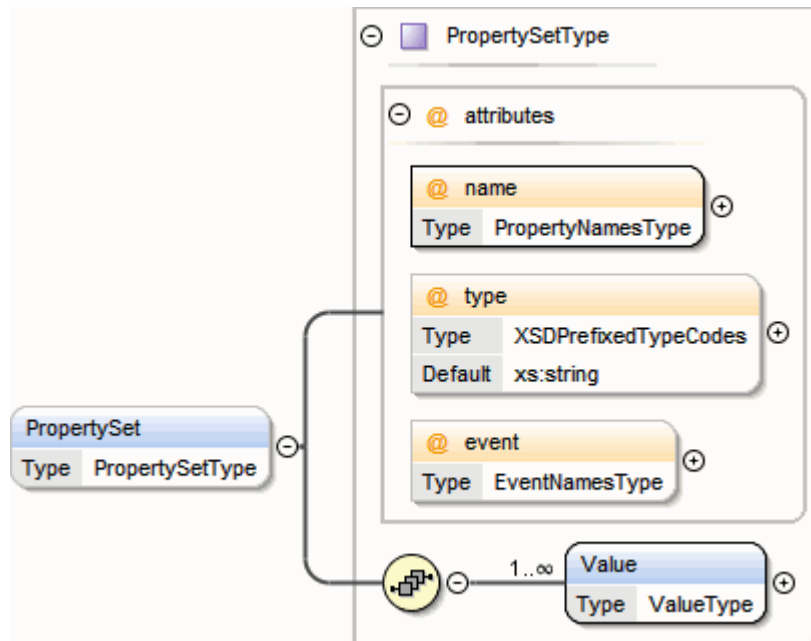 PropertySetType
@ attributes
@ name
Type PropertyNamesType
@ type
Type XSDPrefixedTypeCodes
Default xs:string
@ event
Type EventNamesType
PropertySet
Type PropertySetType
1..∞
Value
Type ValueType